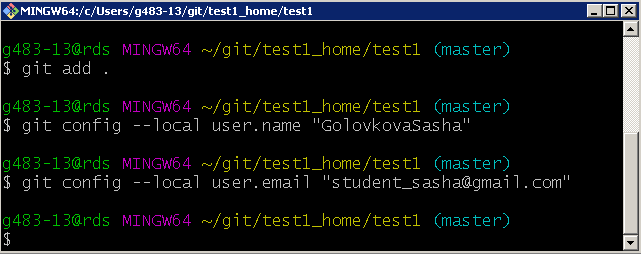 MINGW64:/c/Users/g483-13/git/test1_home/test1
g483-13@rds MINGW64 ~/git/test1_home/test1 (master)
$ git add .
g483-13@rds MINGW64 ~/git/test1_home/test1 (master)
$ git config --local user.name "GolovkovaSasha"
g483-13@rds MINGW64 ~/git/test1_home/test1 (master)
$ git config --local user.email "student_sasha@gmail.com"
g483-13@rds MINGW64 ~/git/test1_home/test1 (master)
$